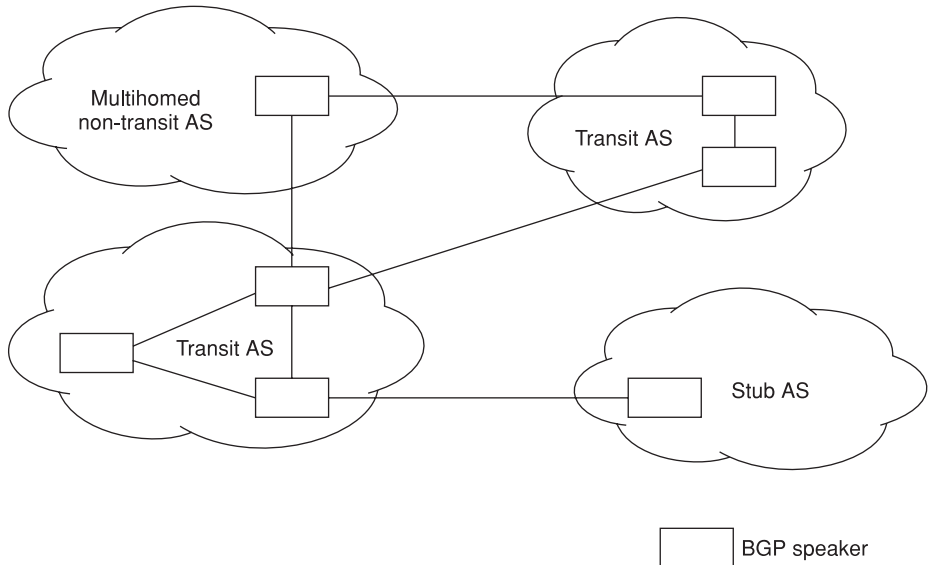 Multihomed
non-transit AS
Transit AS
Transit AS
Stub AS
BGP speaker